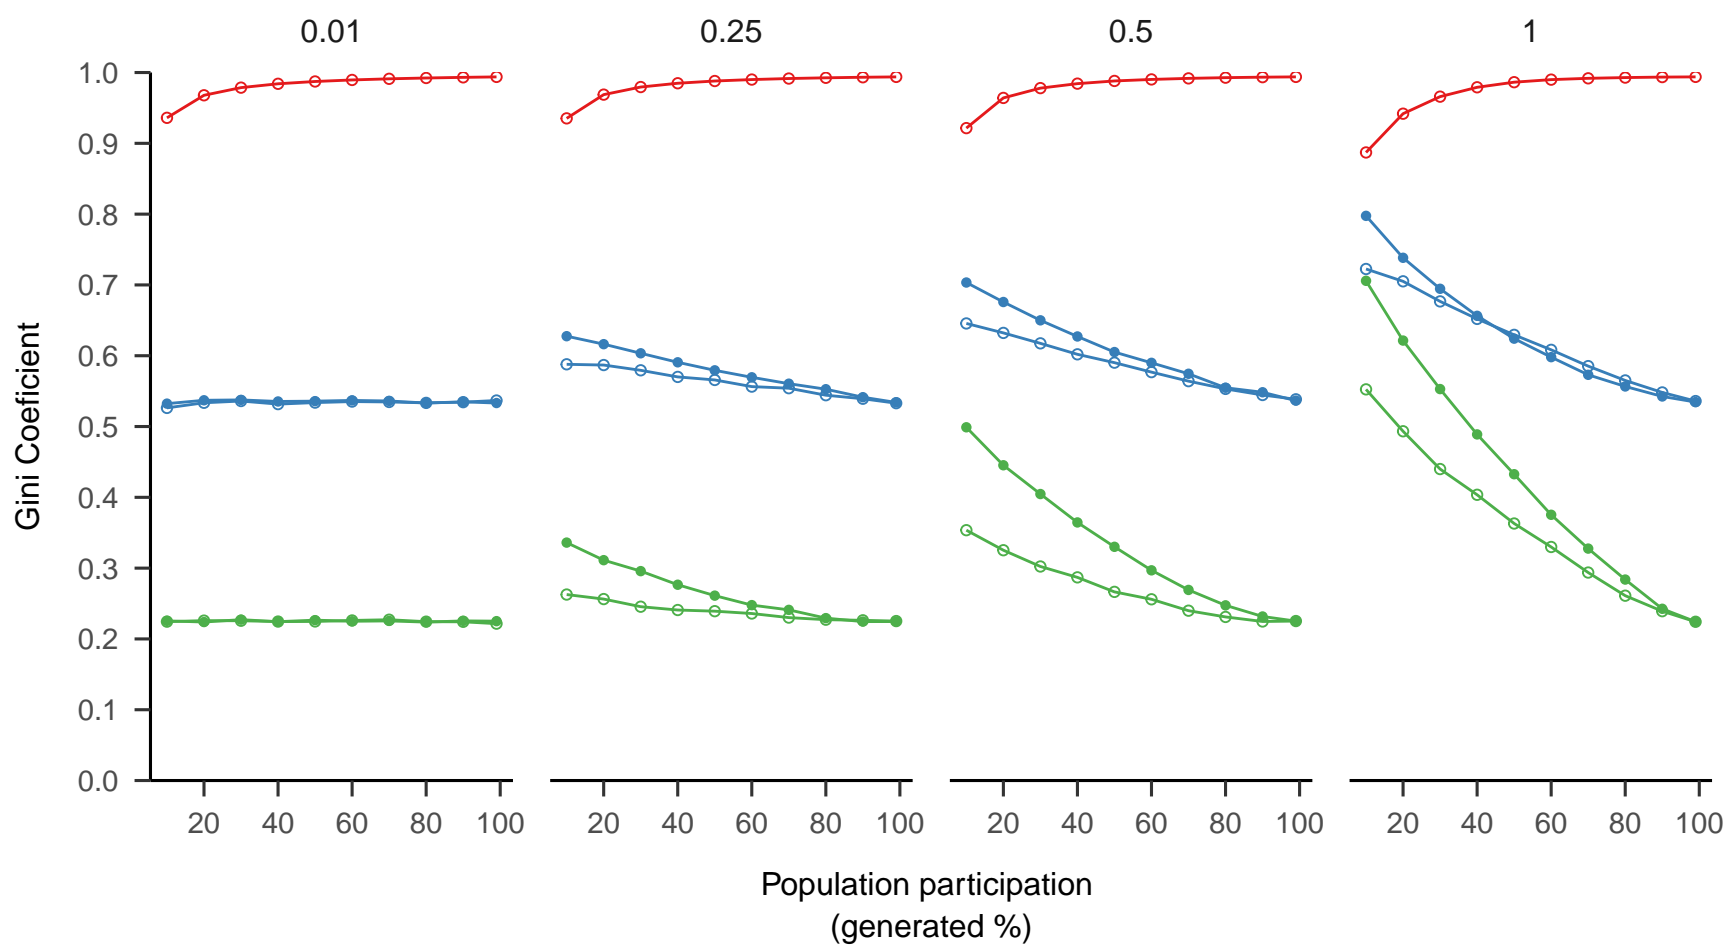 0.01 0.25 0.5 1
1.0
0.9
0.8
0.7
0.6
0.5
0.4
0.3
0.2
0.1
0.0
Gini Coeficient
20 40 60 80 100 20 40 60 80 100 20 40 60 80 100 20 40 60 80 100
Population participation
(generated %)